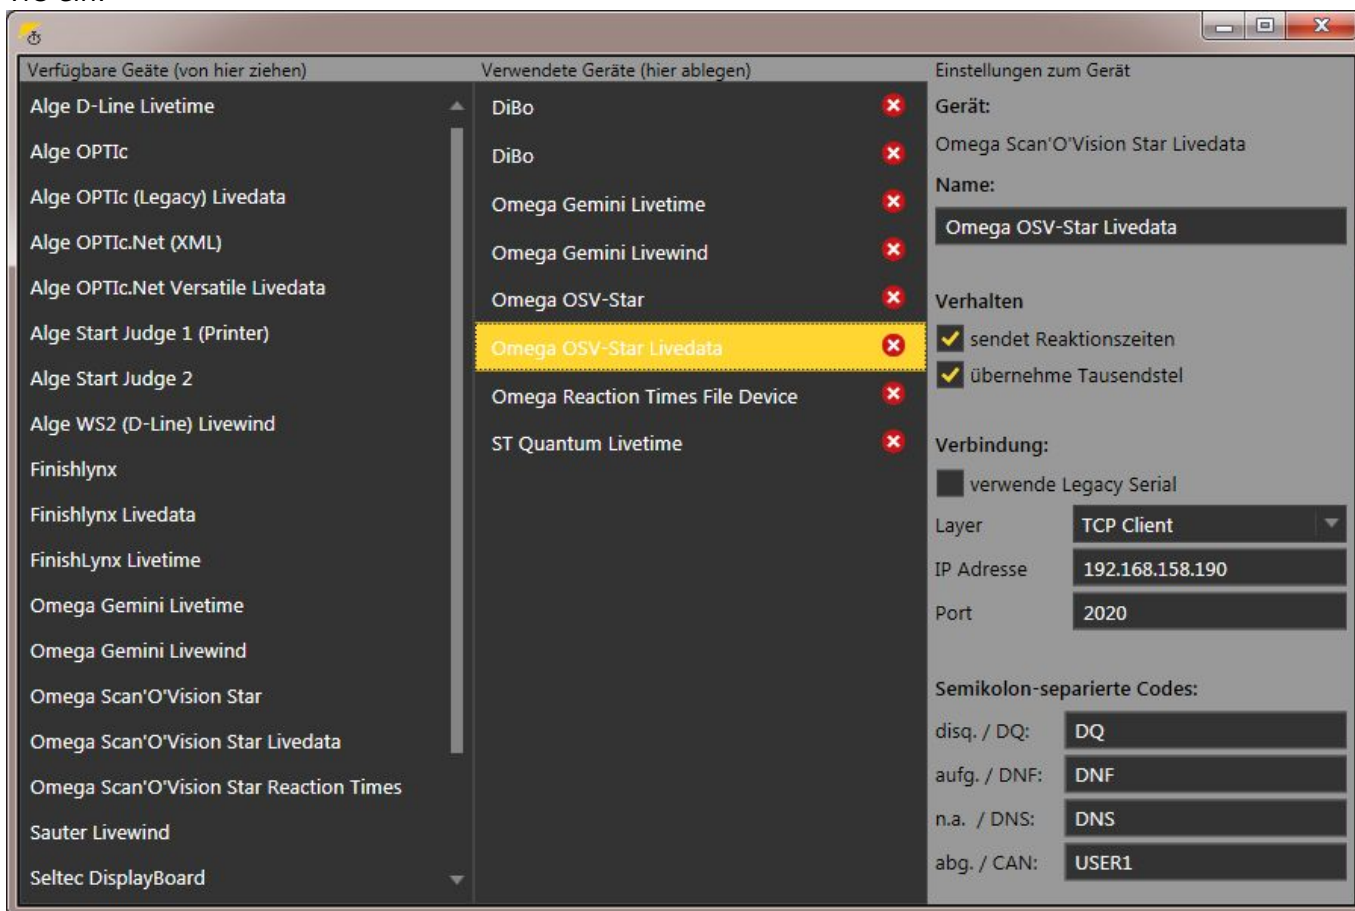 Verfügbare Geäte (von hier ziehen)
Alge D-Line Livetime
Alge OPTIc
Alge OPTIc (Legacy) Livedata
Alge OPTIc.Net (XML)
Alge OPTIc.Net Versatile Livedata
Alge Start Judge 1 (Printer)
Alge Start Judge 2
Alge WS2 (D-Line) Livewind
Finishlynx
Finishlynx Livedata
FinishLynx Livetime
Omega Gemini Livetime
Omega Gemini Livewind
Omega Scan'O'Vision Star
Omega Scan'O'Vision Star Livedata
Omega Scan'O'Vision Star Reaction Times
Sauter Livewind
Seltec DisplayBoard
Verwendete Geräte (hier ablegen)
DiBo
DiBo
Omega Gemini Livetime
Omega Gemini Livewind
Omega OSV-Star
Omega OSV-Star Livedata
Omega Reaction Times File Device
ST Quantum Livetime
Einstellungen zum Gerät
Gerät:
Omega Scan'O'Vision Star Livedata
Name:
Omega OSV-Star Livedata
Verhalten
sendet Reaktionszeiten
übernehme Tausendstel
Verbindung:
verwende Legacy Serial
Layer TCP Client
IP Adresse 192.168.158.190
Port 2020
Semikolon-separierte Codes:
disq. / DQ: DQ
aufg. / DNF: DNF
n.a. / DNS: DNS
abg. / CAN: USER1